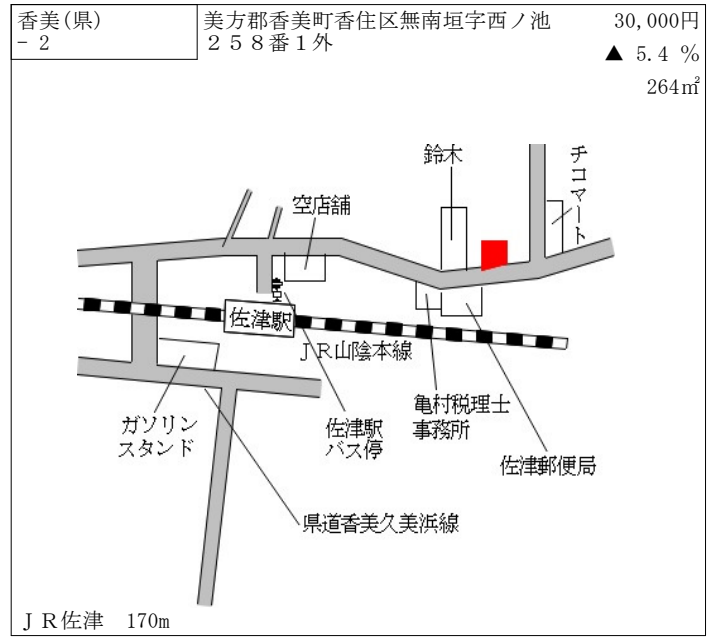 香美(県)
- 2
美方郡香美町香住区無南垣字西ノ池
２５８番１外
30,000円
▲ 5.4 %
264㎡
鈴木
チコマート
空店舗
佐津駅
ＪＲ山陰本線
亀村税理士
事務所
ガソリン
スタンド
佐津駅
バス停
佐津郵便局
県道香美久美浜線
ＪＲ佐津　170m